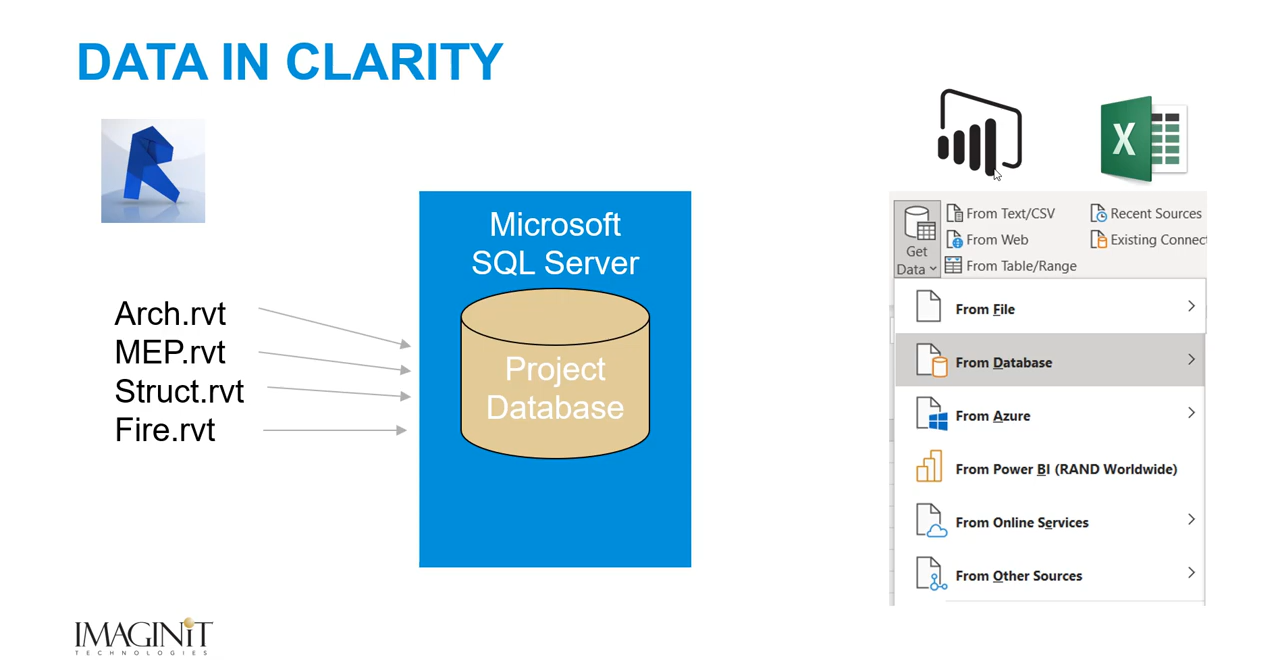 DATA IN CLARITY
Microsoft
SQL Server
Arch.rvt
MEP.rvt
Struct.rvt
Fire.rvt
Project
Database
X
Get
Data
From Text/CSV
From Web
From Table/Range
Recent Sources
Existing Connect
From File
From Database
From Azure
From Power BI (RAND Worldwide)
From Online Services
From Other Sources
IMAGINiT
TECHNOLOGIES